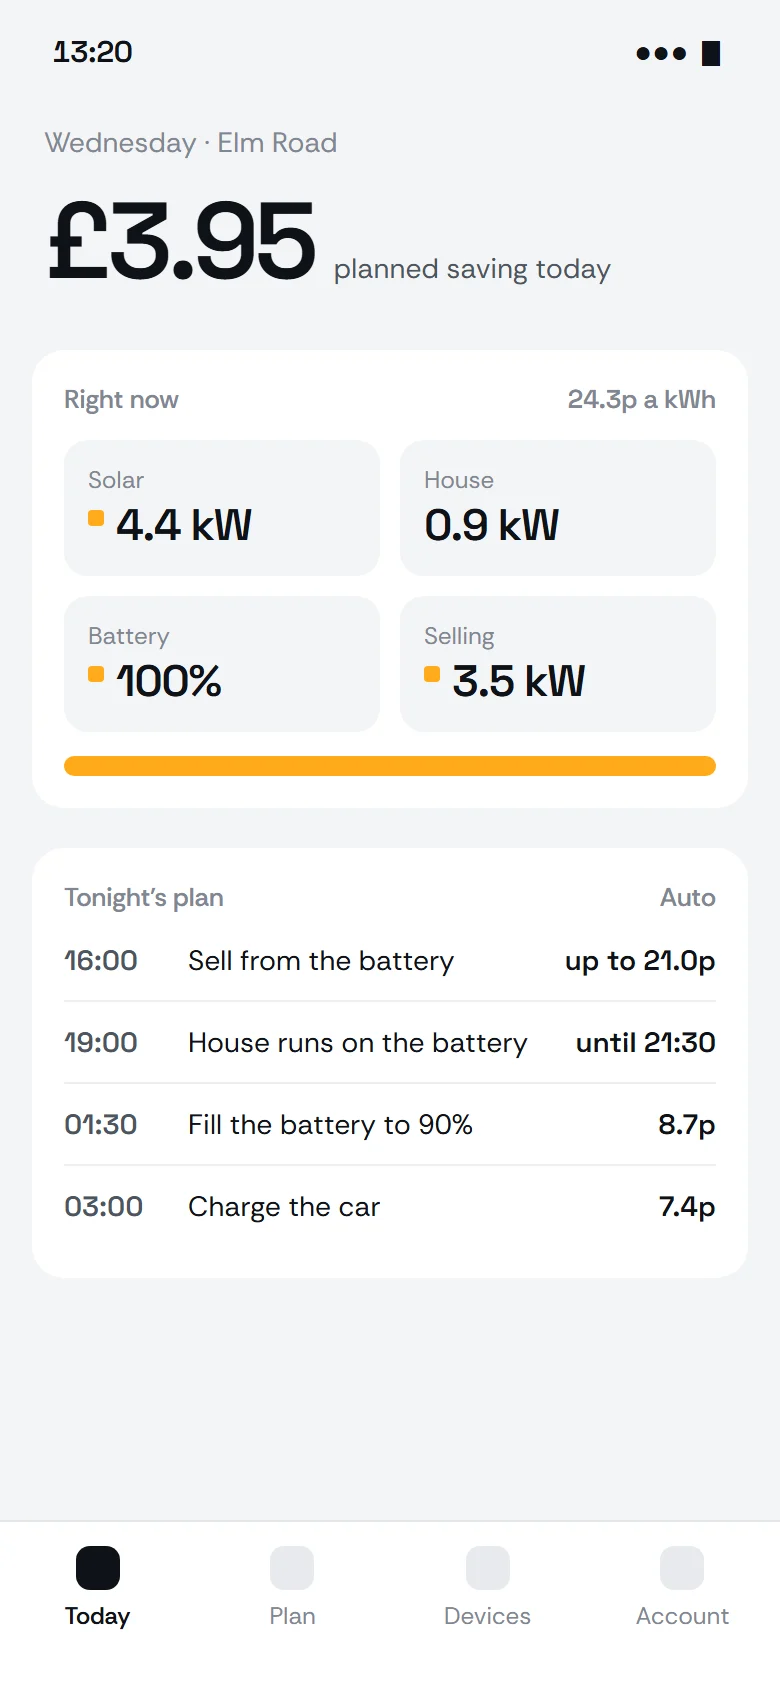 13:20
Wednesday · Elm Road
£3.95 planned saving today
Right now 24.3p a kWh
Solar House
4.4 kW 0.9 kW
Battery Selling
100% 3.5 kW
Tonight's plan Auto
16:00 Sell from the battery up to 21.0p
19:00 House runs on the battery until 21:30
01:30 Fill the battery to 90% 8.7p
03:00 Charge the car 7.4p
Today Plan Devices Account